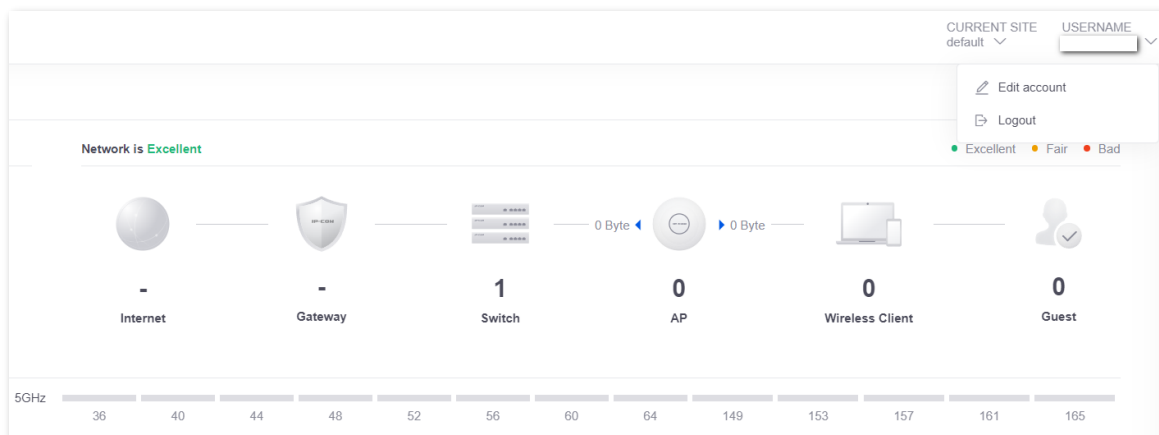 CURRENT SITE USERNAME
default
Edit account
Logout
Network is Excellent
Excellent Fair Bad
0 Byte 0 Byte
- - 1 0 0 0
Internet Gateway Switch AP Wireless Client Guest
5GHz
36 40 44 48 52 56 60 64 149 153 157 161 165